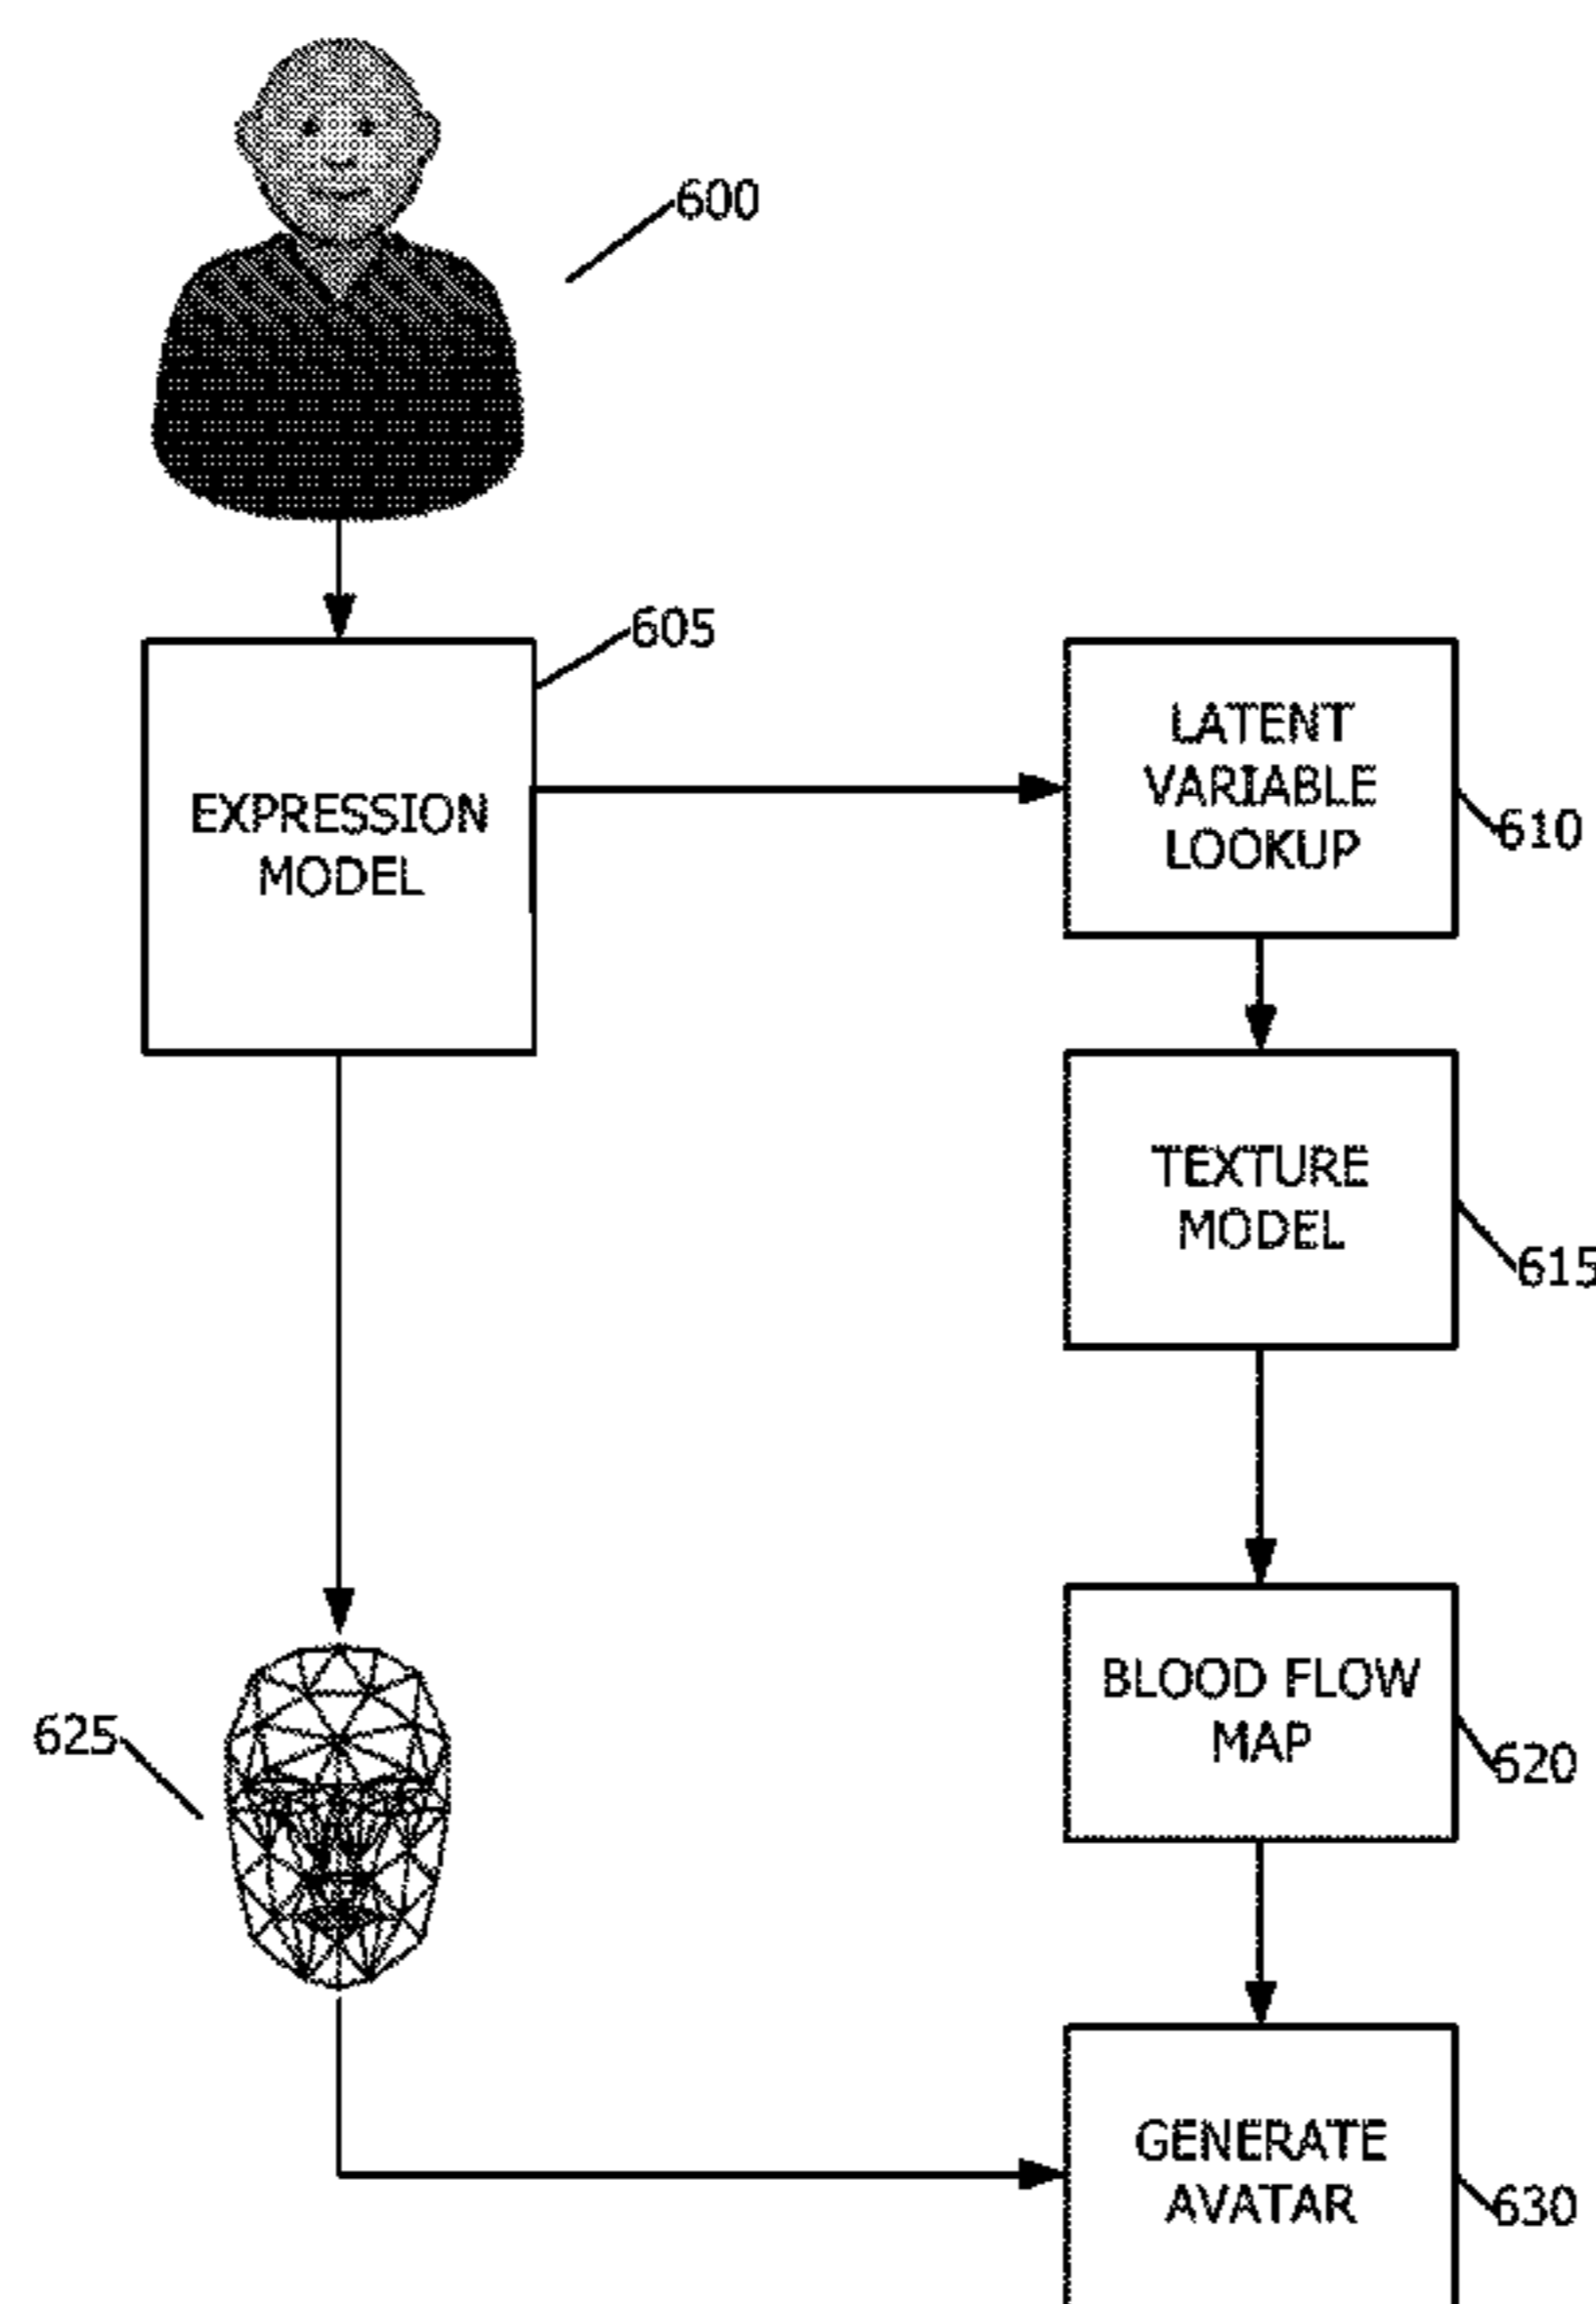 600
605
EXPRESSION
MODEL
LATENT
VARIABLE
LOOKUP
610
TEXTURE
MODEL
615
BLOOD FLOW
MAP
620
625
GENERATE
AVATAR
630